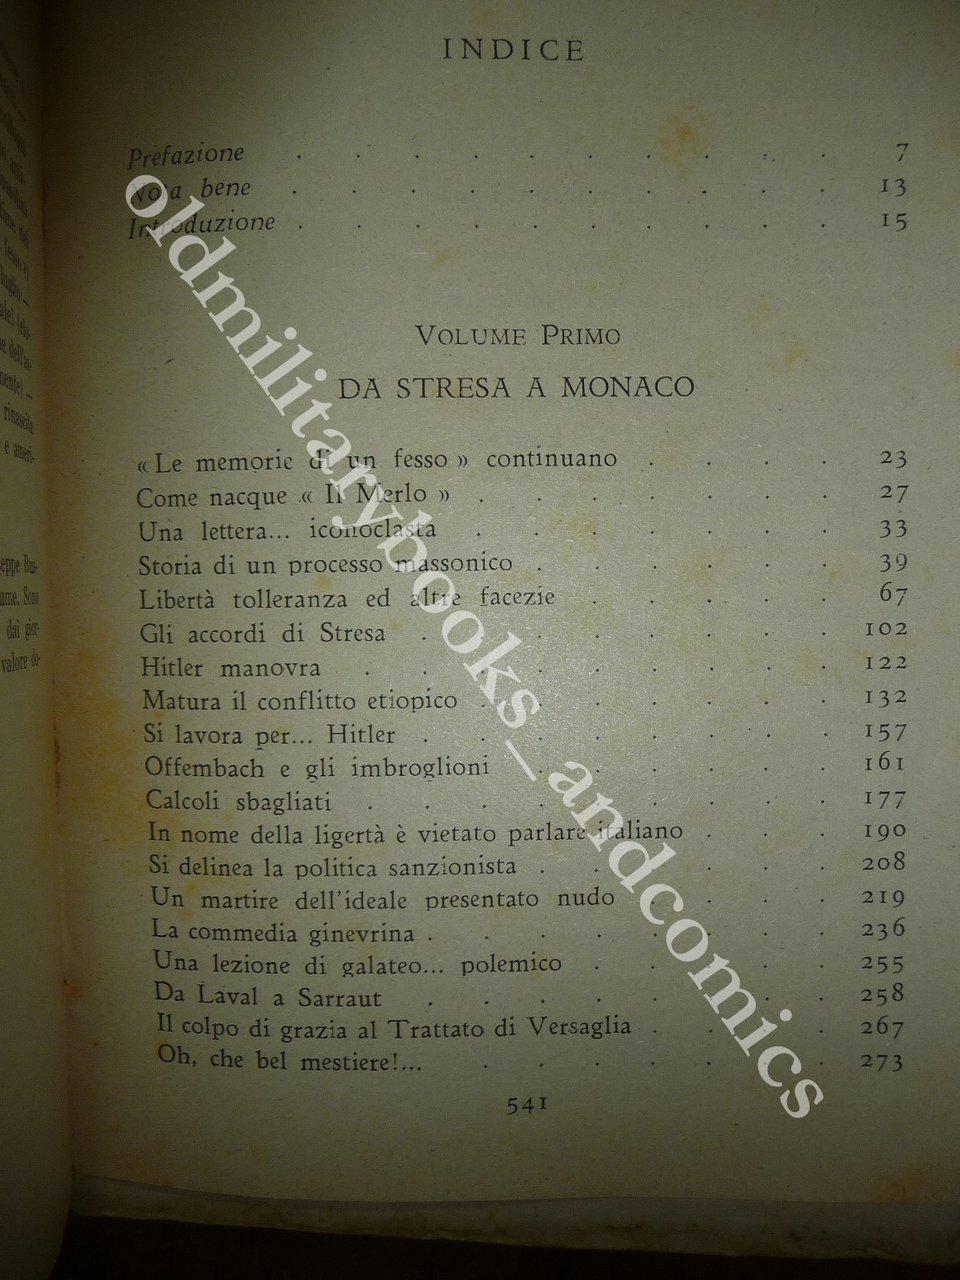 INDICE
Prefazione . . . . . . . . . . 7
Nota bene . . . . . . . . . . 13
Introduzione . . . . . . . . . . 15
VOLUME PRIMO
DA STRESA A MONACO
« Le memorie di un fesso » continuano . . . . 23
Come nacque « Il Merlo » . . . . . . . 27
Una lettera... iconoclasta . . . . . . . 33
Storia di un processo massonico . . . . . . 39
Libertà tolleranza ed altre facezie . . . . . 67
Gli accordi di Stresa . . . . . . . . 102
Hitler manovra . . . . . . . . . 122
Matura il conflitto etiopico . . . . . . . 132
Si lavora per... Hitler . . . . . . . . 157
Offembach e gli imbroglioni . . . . . . 161
Calcoli sbagliati . . . . . . . . . 177
In nome della ligertà è vietato parlare italiano . . . 190
Si delinea la politica sanzionista . . . . . . 208
Un martire dell'ideale presentato nudo . . . . 219
La commedia ginevrina . . . . . . . . 236
Una lezione di galateo... polemico . . . . . 255
Da Laval a Sarraut . . . . . . . . 258
Il colpo di grazia al Trattato di Versaglia . . . . 267
Oh, che bel mestiere!... . . . . . . . 273
541
oldmilitarybooks_andcomics